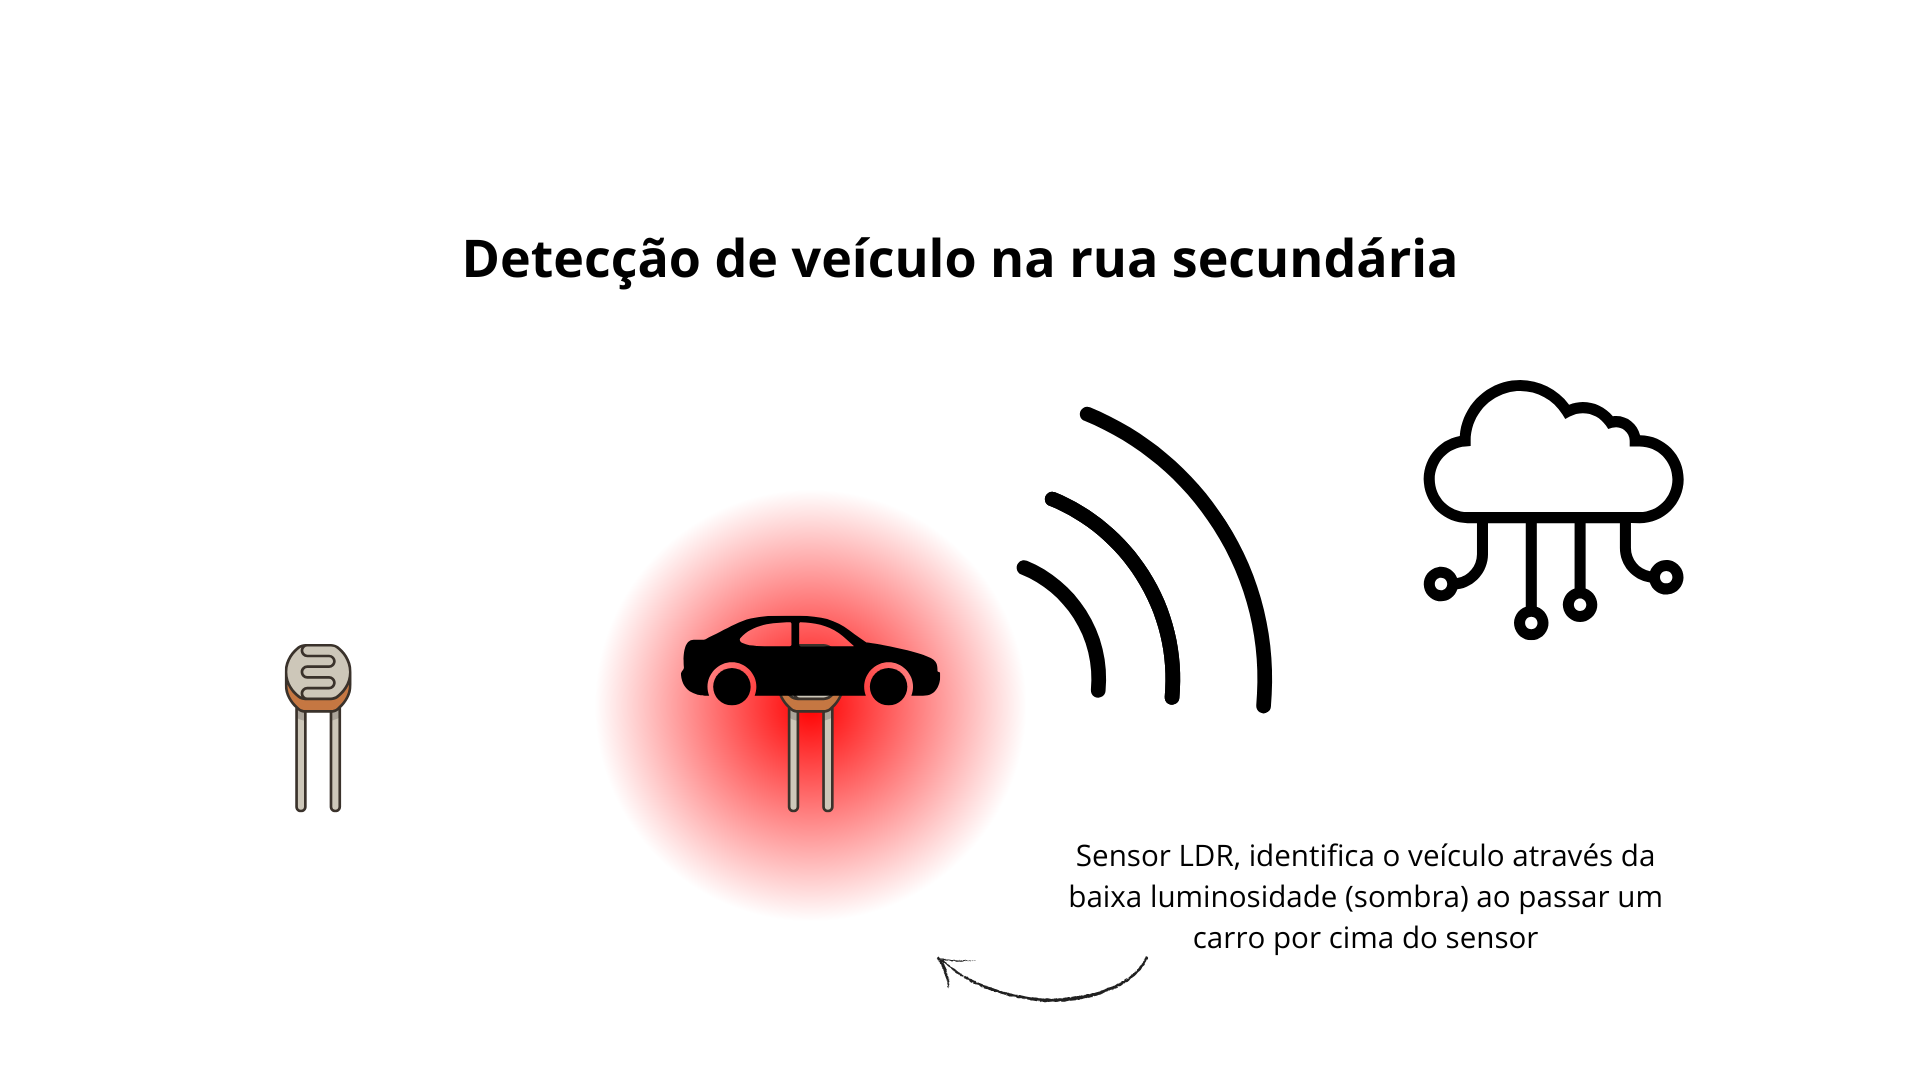 Detecção de veículo na rua secundária
Sensor LDR, identifica o veículo através da
baixa luminosidade (sombra) ao passar um
carro por cima do sensor